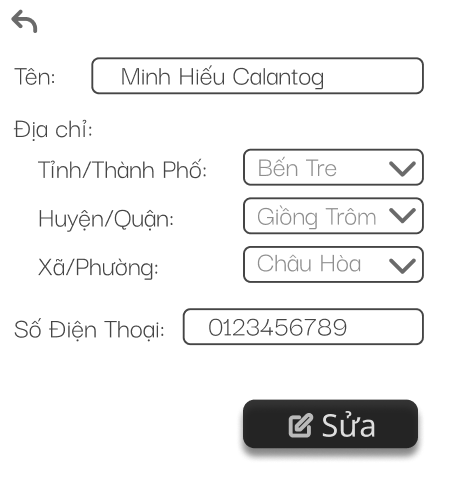 Tên: Minh Hiếu Calantog
Địa chỉ:
Tỉnh/Thành Phố: Bến Tre
Huyện/Quận: Giồng Trôm
Xã/Phường: Châu Hòa
Số Điện Thoại: 0123456789
Sửa